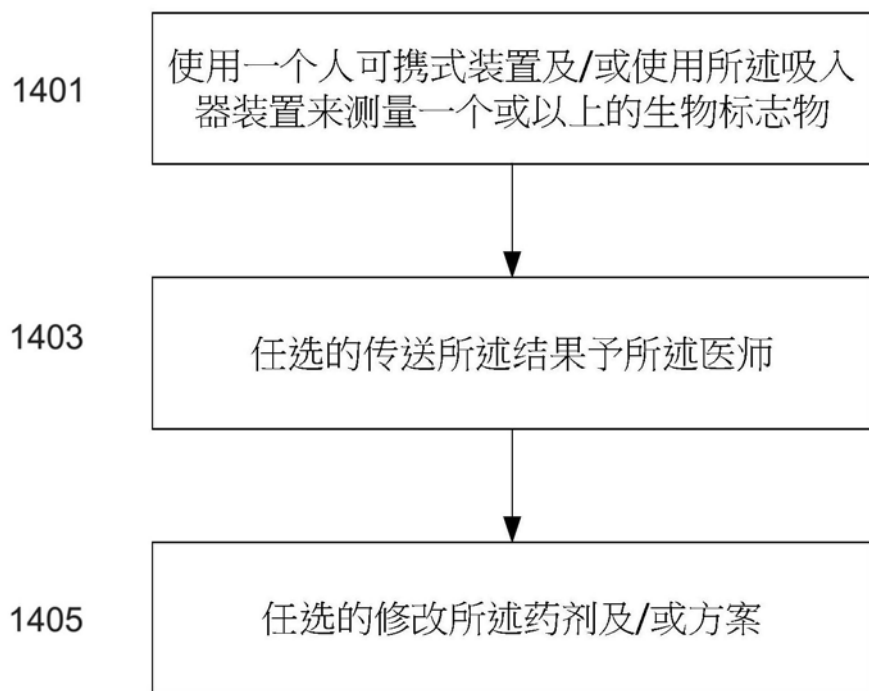 1401
使用一个人可携式装置及/或使用所述吸入
器装置来测量一个或以上的生物标志物
1403
任选的传送所述结果予所述医师
1405
任选的修改所述药剂及/或方案